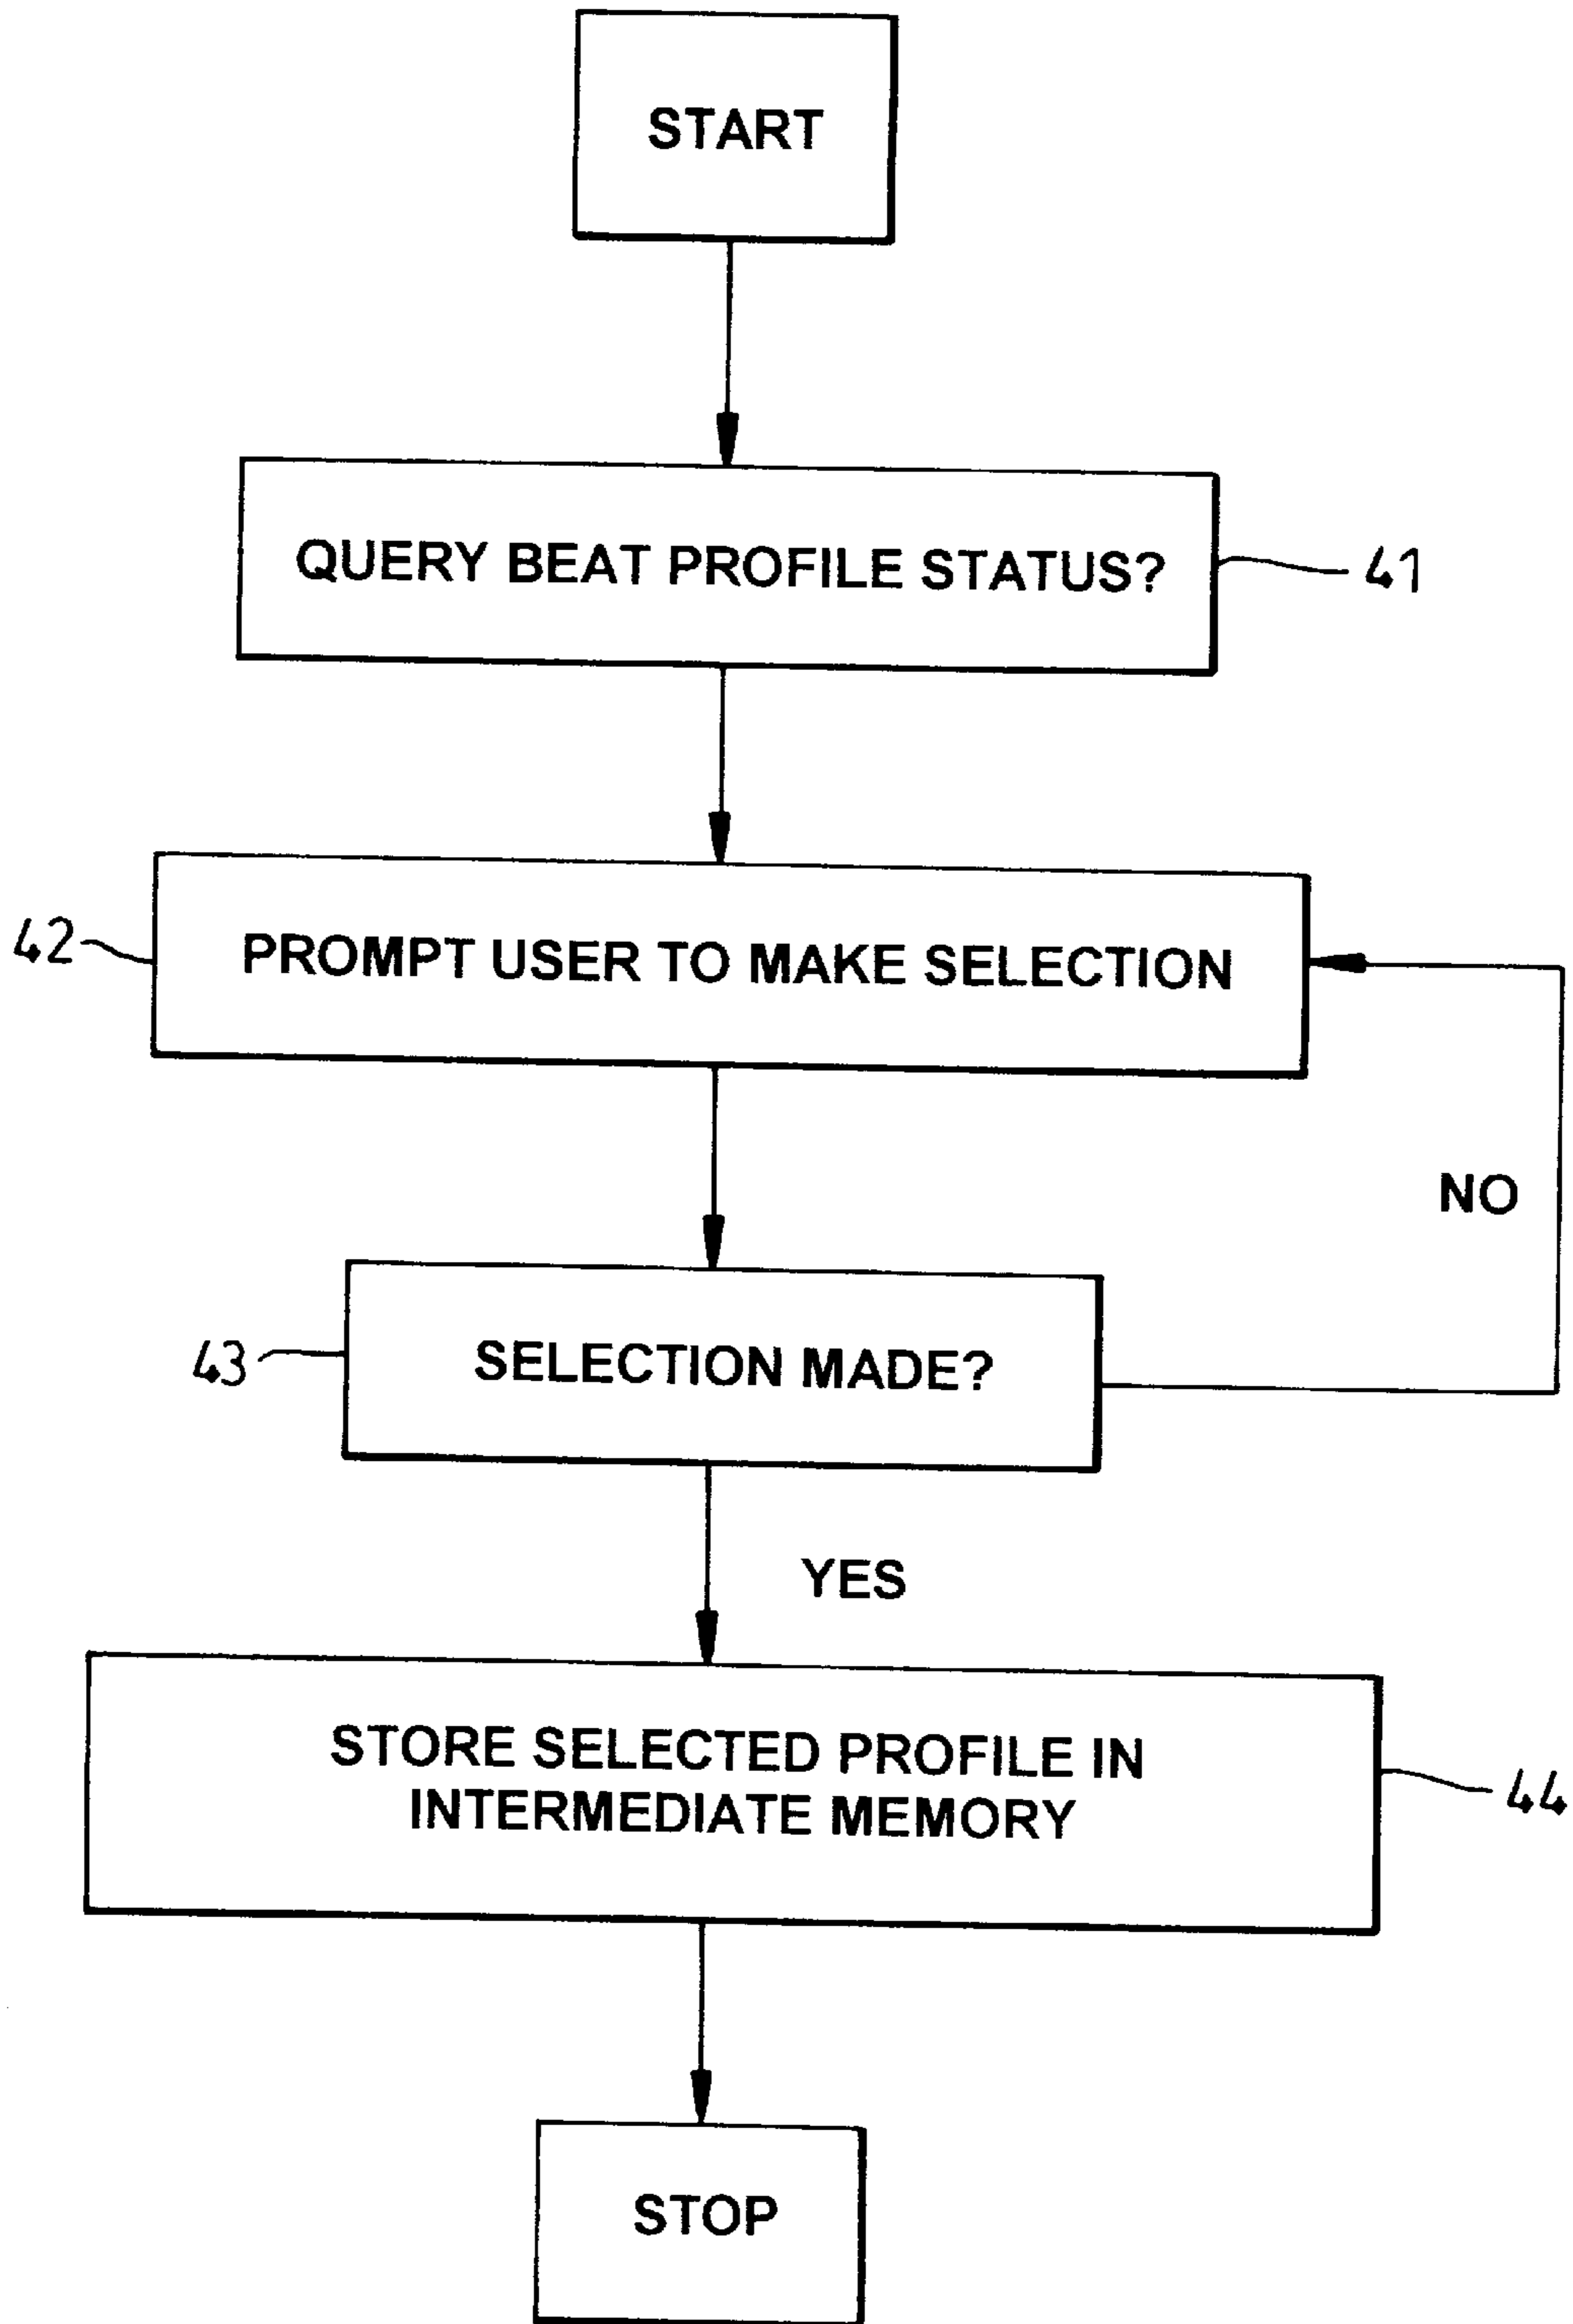 START
QUERY BEAT PROFILE STATUS?
41
42
PROMPT USER TO MAKE SELECTION
NO
43
SELECTION MADE?
YES
STORE SELECTED PROFILE IN
INTERMEDIATE MEMORY
44
STOP